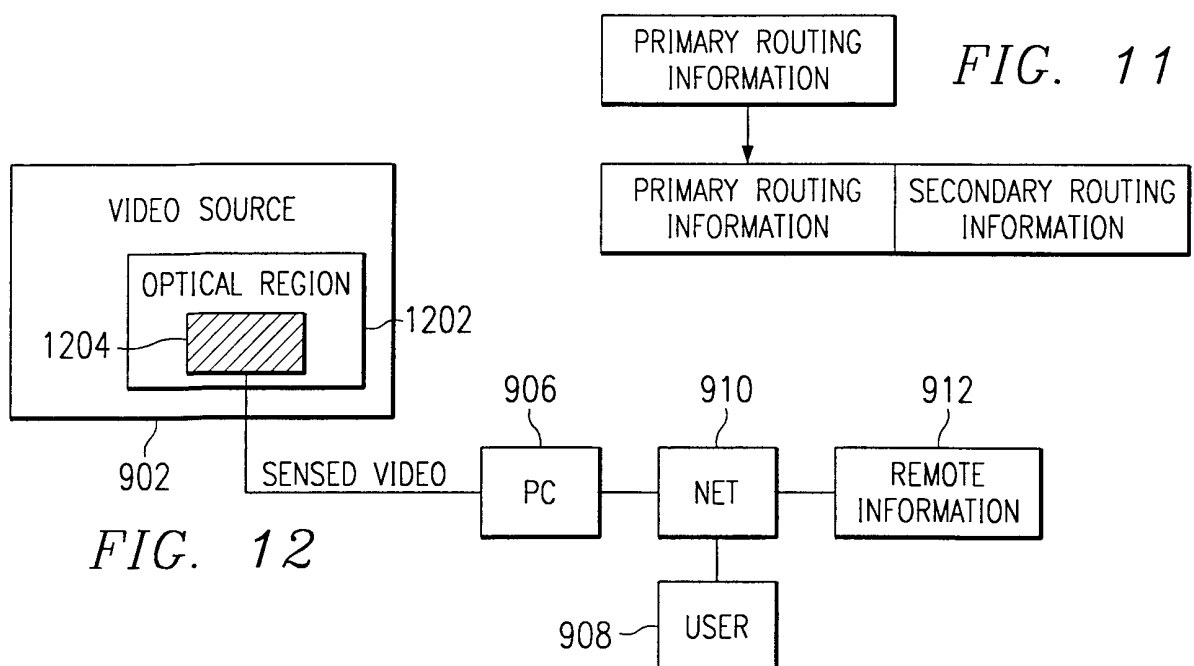 PRIMARY ROUTING
INFORMATION
FIG. 11
PRIMARY ROUTING
INFORMATION
SECONDARY ROUTING
INFORMATION
VIDEO SOURCE
OPTICAL REGION
1204
1202
902
SENSED VIDEO
906
PC
910
NET
912
REMOTE
INFORMATION
908
USER
FIG. 12